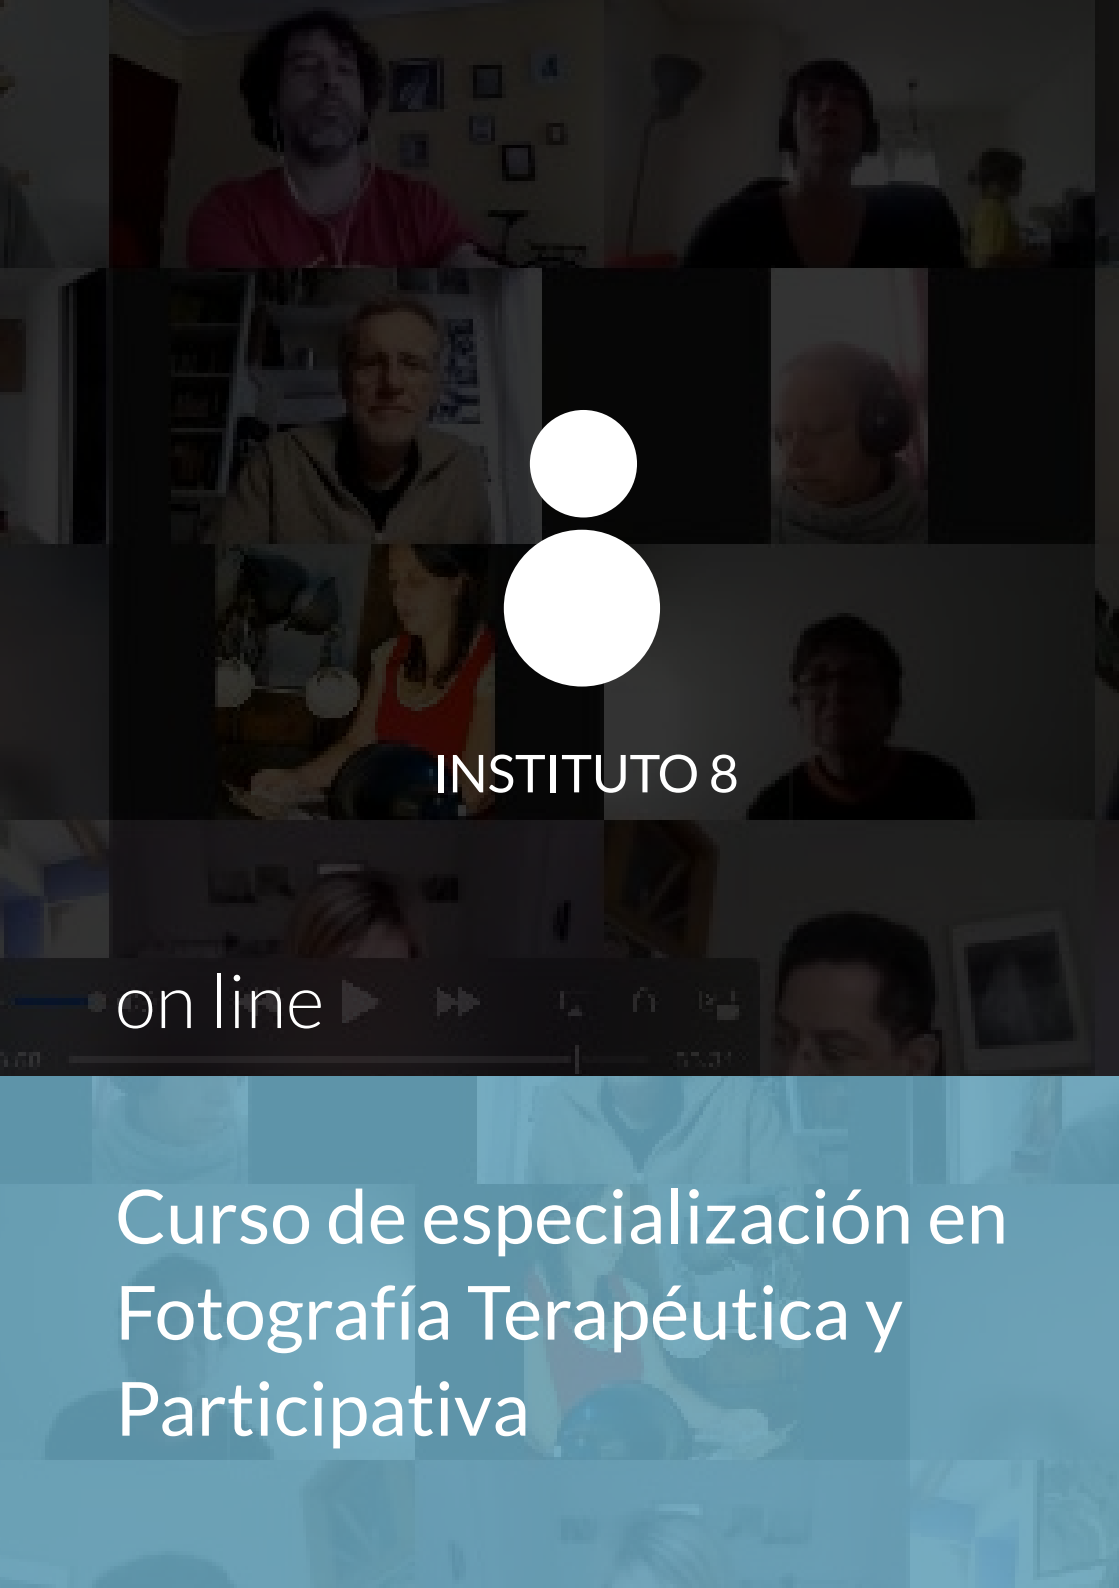 INSTITUTO 8
on line
Curso de especialización en
Fotografía Terapéutica y
Participativa